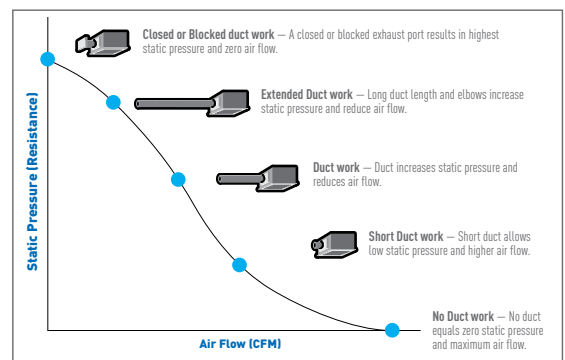 Closed or Blocked duct work — A closed or blocked exhaust port results in highest
static pressure and zero air flow.
Extended Duct work — Long duct length and elbows increase
static pressure and reduce air flow.
Duct work — Duct increases static pressure and
reduces air flow.
Short Duct work — Short duct allows
low static pressure and higher air flow.
No Duct work — No duct
equals zero static pressure
and maximum air flow.
Static Pressure (Resistance)
Air Flow (CFM)